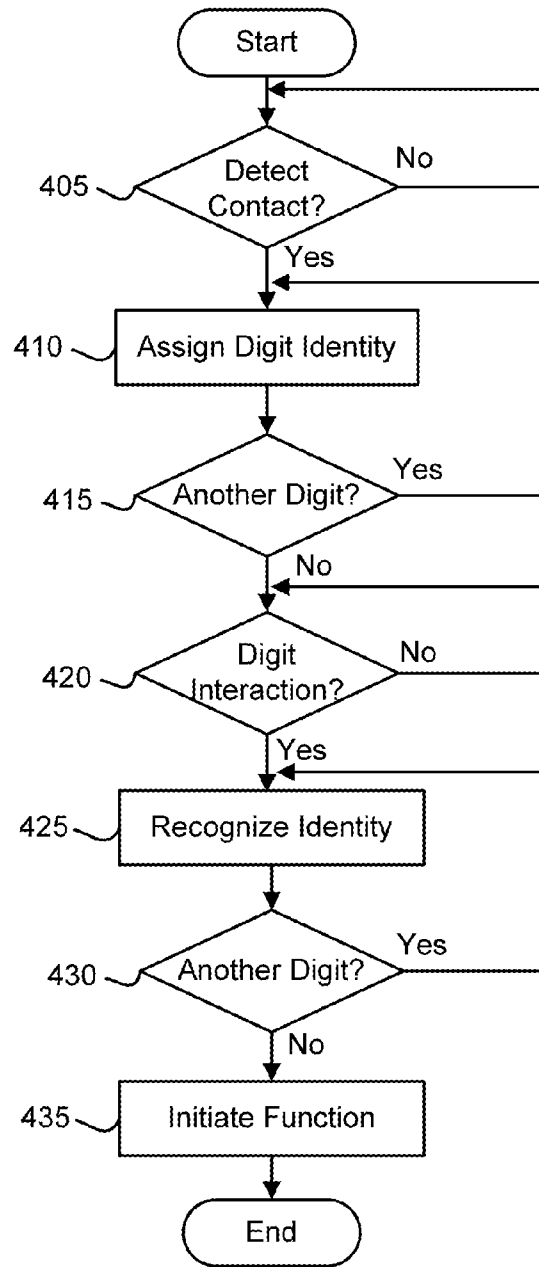 Start
405
Detect
Contact?
No
Yes
410
Assign Digit Identity
415
Another Digit?
Yes
No
420
Digit
Interaction?
No
Yes
425
Recognize Identity
430
Another Digit?
Yes
No
435
Initiate Function
End